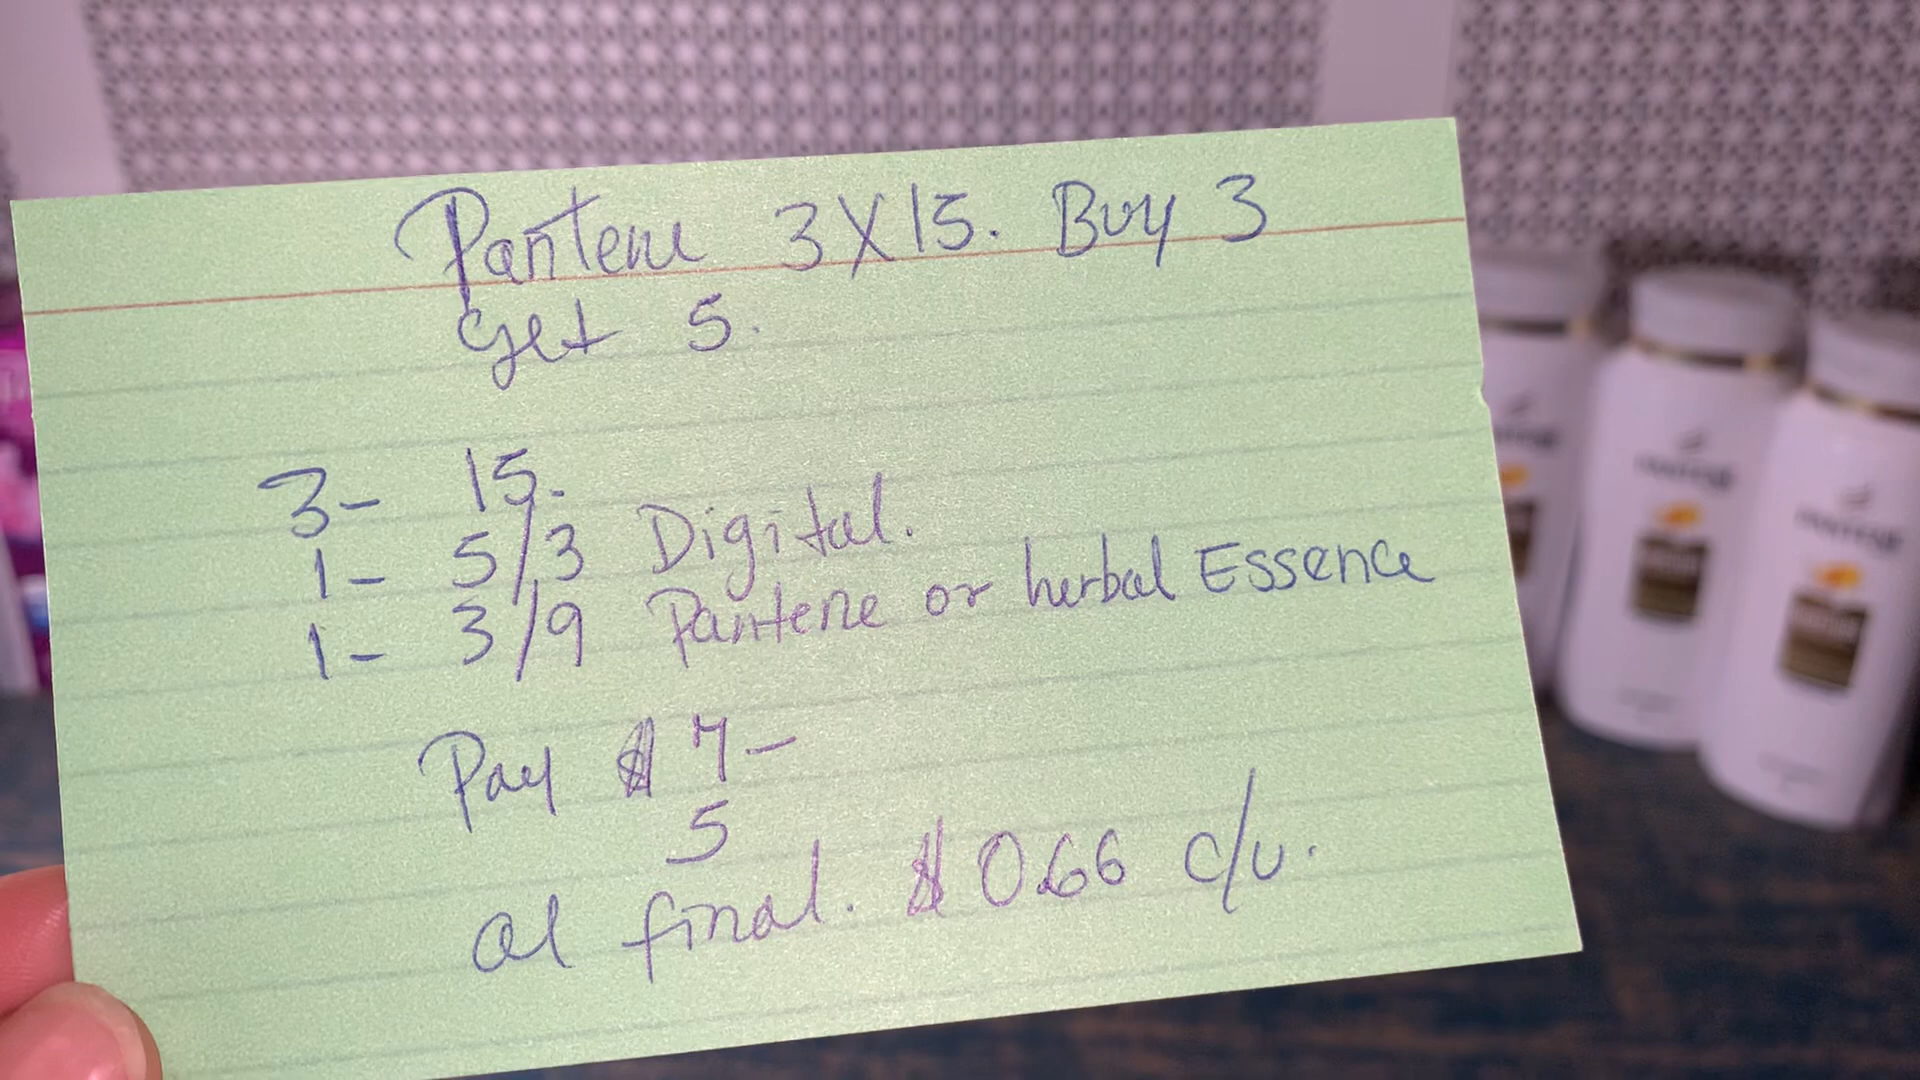 Pantene 3X15. Buy 3
get 5.
3- 15.
1- 5/3 Digital.
1- 3/9 Pantene or herbal Essence
Pay $ 7-
5
al final. $ 0.66 c/u.